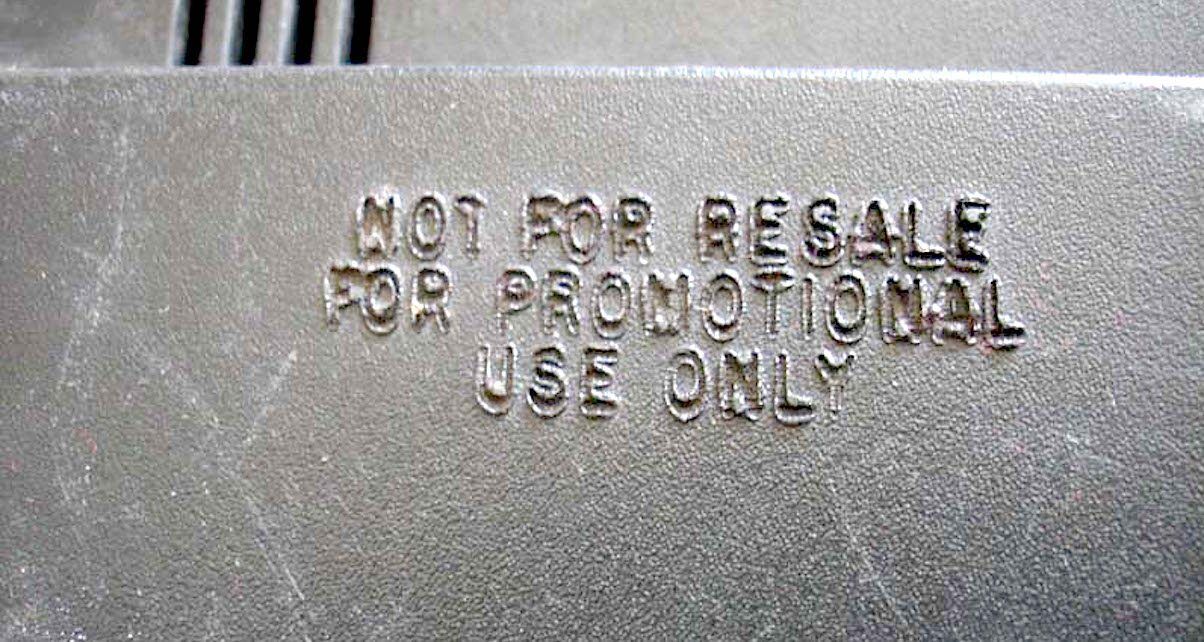 NOT FOR RESALE
FOR PROMOTIONAL
USE ONLY